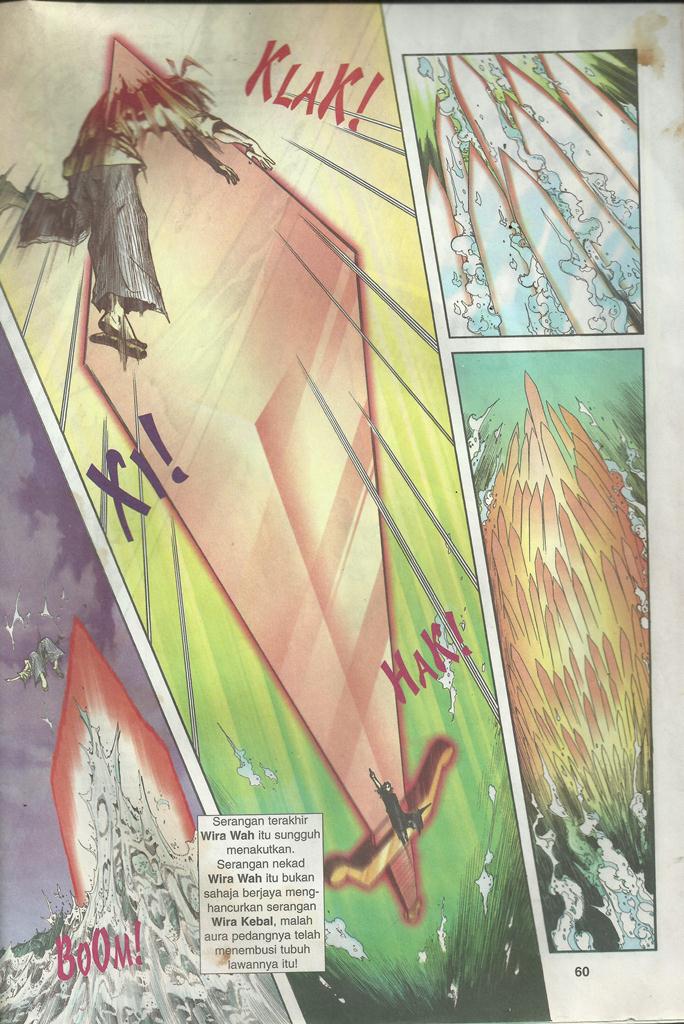 KLAK!
XI!
HAK!
Serangan terakhir
Wira Wah itu sungguh
menakutkan.
Serangan nekad
Wira Wah itu bukan
sahaja berjaya meng-
hancurkan serangan
Wira Kebal, malah
aura pedangnya telah
menembusi tubuh
lawannya itu!
BOOM!
60